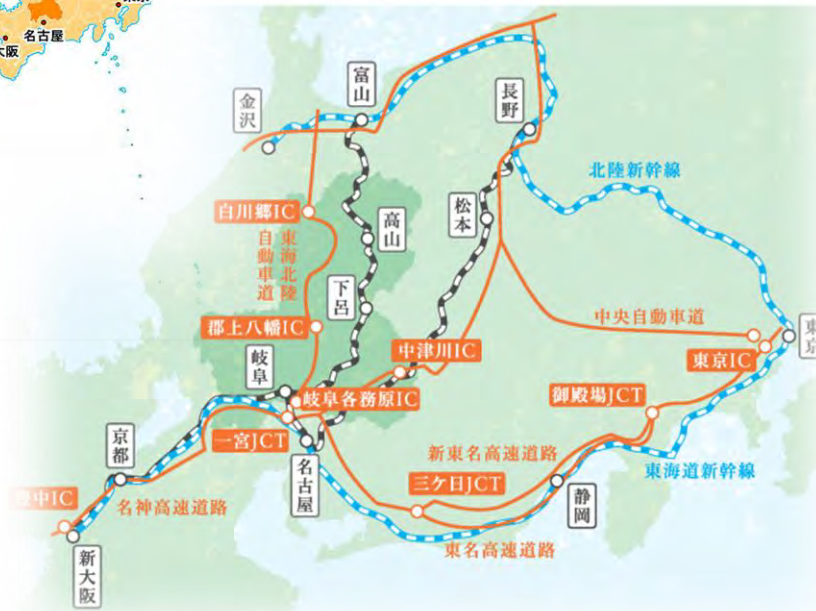 名古屋
金沢
富山
長野
北陸新幹線
白川郷IC
高山
松本
東海北陸
自動車道
下呂
中央自動車道
郡上八幡IC
中津川IC
東京IC
岐阜
岐阜各務原IC
御殿場JCT
一宮JCT
京都
名古屋
新東名高速道路
東海道新幹線
三ケ日JCT
静岡
名神高速道路
東名高速道路
新大阪